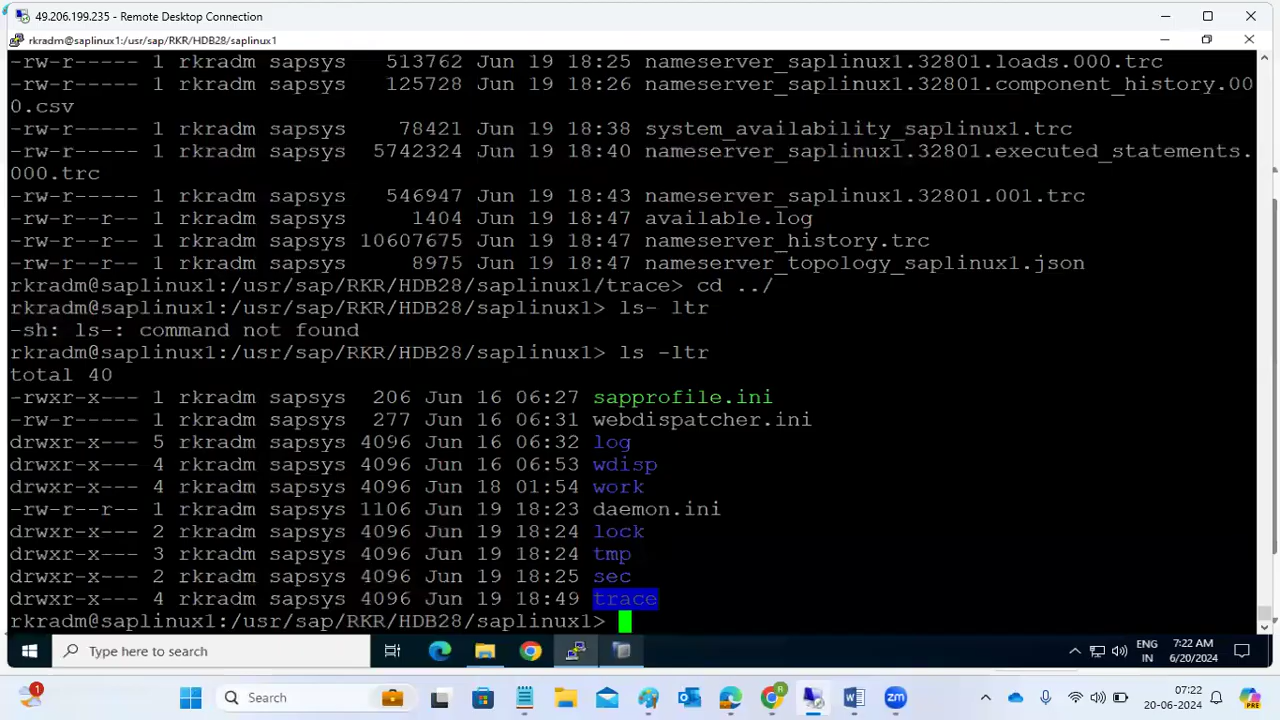 49.206.199.235 - Remote Desktop Connection
rkradm@saplinux1:/usr/sap/RKR/HDB28/saplinux1
-rw-r----- 1 rkradm sapsys 513762 Jun 19 18:25 nameserver_saplinux1.32801.loads.000.trc
-rw-r----- 1 rkradm sapsys 125728 Jun 19 18:26 nameserver_saplinux1.32801.component_history.00
0.csv
-rw-r----- 1 rkradm sapsys 78421 Jun 19 18:38 system_availability_saplinux1.trc
-rw-r----- 1 rkradm sapsys 5742324 Jun 19 18:40 nameserver_saplinux1.32801.executed_statements.
000.trc
-rw-r----- 1 rkradm sapsys 546947 Jun 19 18:43 nameserver_saplinux1.32801.001.trc
-rw-r--r-- 1 rkradm sapsys 1404 Jun 19 18:47 available.log
-rw-r----- 1 rkradm sapsys 10607675 Jun 19 18:47 nameserver_history.trc
-rw-r----- 1 rkradm sapsys 8975 Jun 19 18:47 nameserver_topology_saplinux1.json
rkradm@saplinux1:/usr/sap/RKR/HDB28/saplinux1/trace> cd ../
rkradm@saplinux1:/usr/sap/RKR/HDB28/saplinux1> ls- ltr
-sh: ls-: command not found
rkradm@saplinux1:/usr/sap/RKR/HDB28/saplinux1> ls -ltr
total 40
-rwxr-x--- 1 rkradm sapsys 206 Jun 16 06:27 sapprofile.ini
-rw-r----- 1 rkradm sapsys 277 Jun 16 06:31 webdispatcher.ini
drwxr-x--- 5 rkradm sapsys 4096 Jun 16 06:32 log
drwxr-x--- 4 rkradm sapsys 4096 Jun 16 06:53 wdisp
drwxr-x--- 4 rkradm sapsys 4096 Jun 18 01:54 work
-rw-r--r-- 1 rkradm sapsys 1106 Jun 19 18:23 daemon.ini
drwxr-x--- 2 rkradm sapsys 4096 Jun 19 18:24 lock
drwxr-x--- 3 rkradm sapsys 4096 Jun 19 18:24 tmp
drwxr-x--- 2 rkradm sapsys 4096 Jun 19 18:25 sec
drwxr-x--- 4 rkradm sapsys 4096 Jun 19 18:49 trace
rkradm@saplinux1:/usr/sap/RKR/HDB28/saplinux1>
Type here to search
ENG
IN
7:22 AM
6/20/2024
1
Search
07:22
20-06-2024
PRE